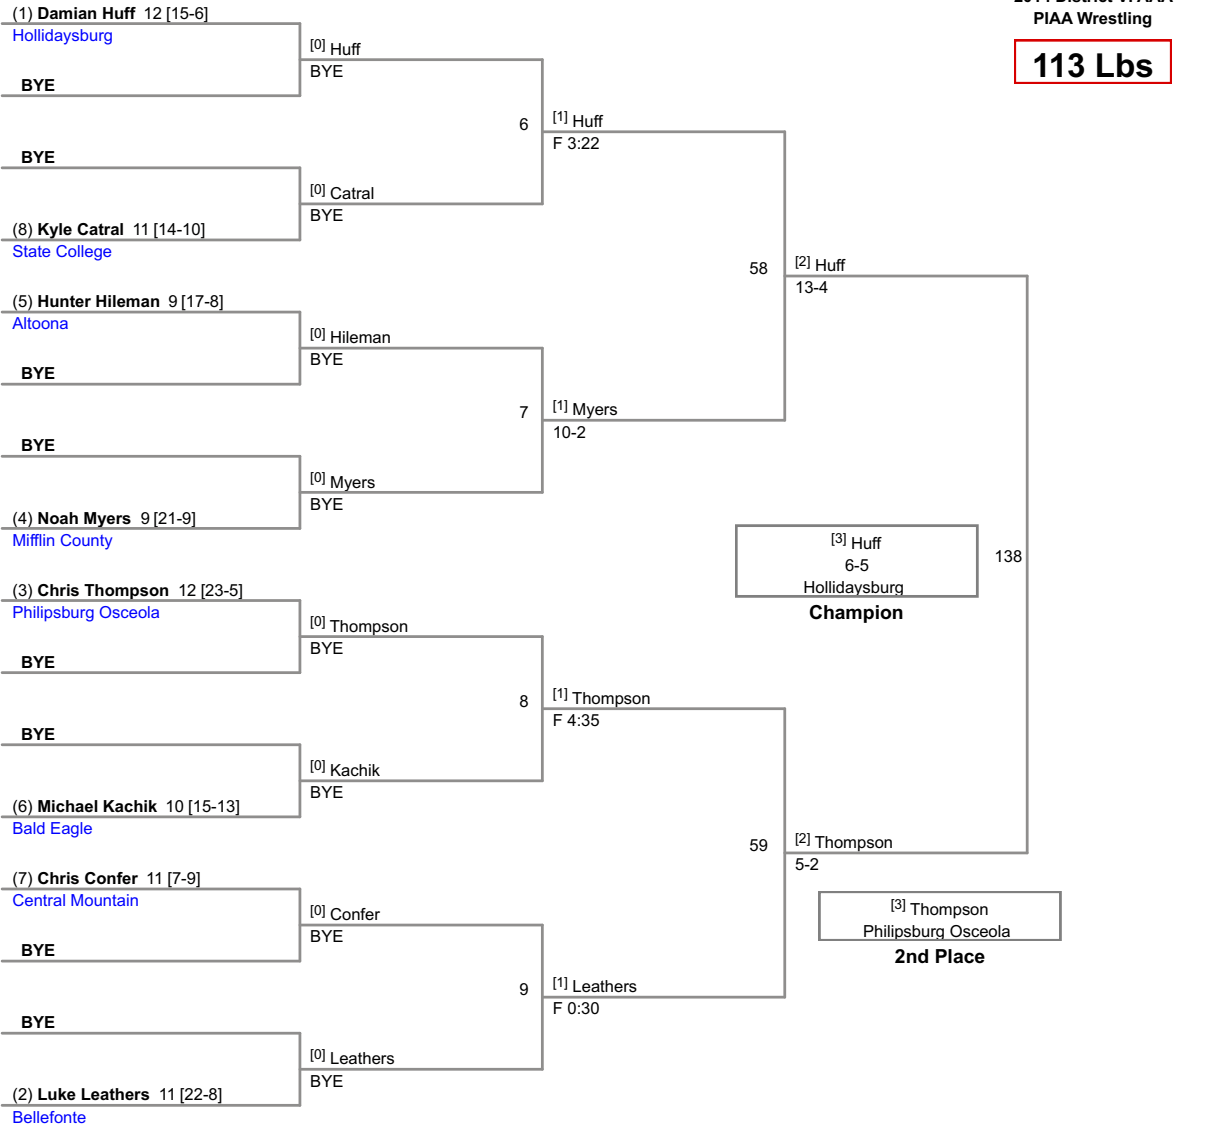 PIAA Wrestling
113 Lbs
(1) Damian Huff 12 [15-6]
Hollidaysburg
BYE
BYE
(8) Kyle Catral 11 [14-10]
State College
(5) Hunter Hileman 9 [17-8]
Altoona
BYE
BYE
(4) Noah Myers 9 [21-9]
Mifflin County
(3) Chris Thompson 12 [23-5]
Philipsburg Osceola
BYE
BYE
(6) Michael Kachik 10 [15-13]
Bald Eagle
(7) Chris Confer 11 [7-9]
Central Mountain
BYE
BYE
(2) Luke Leathers 11 [22-8]
Bellefonte
[0] Huff
BYE
[0] Catral
BYE
[0] Hileman
BYE
[0] Myers
BYE
[0] Thompson
BYE
[0] Kachik
BYE
[0] Confer
BYE
[0] Leathers
BYE
6
[1] Huff
F 3:22
7
[1] Myers
10-2
8
[1] Thompson
F 4:35
9
[1] Leathers
F 0:30
58
[2] Huff
13-4
59
[2] Thompson
5-2
138
[3] Huff
6-5
Hollidaysburg
Champion
[3] Thompson
Philipsburg Osceola
2nd Place